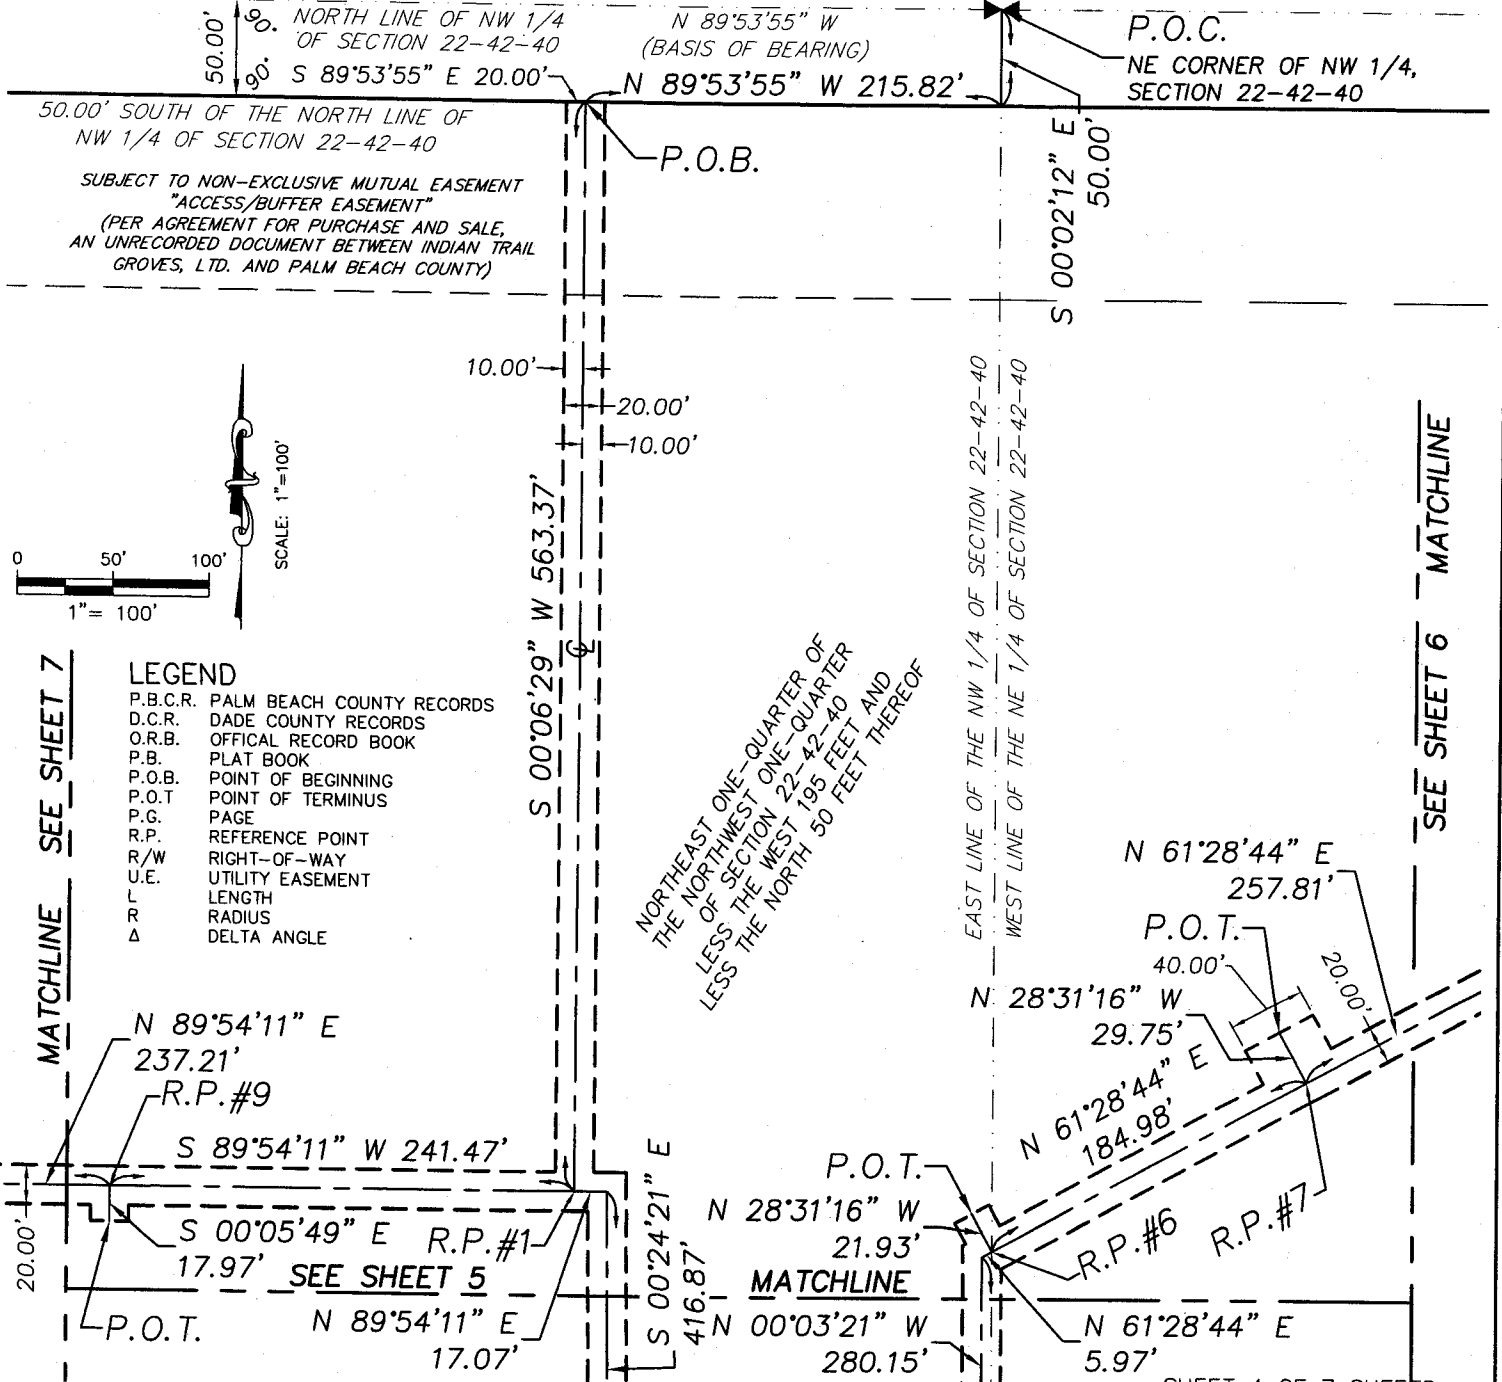 50.00'
90°
90°
NORTH LINE OF NW 1/4
OF SECTION 22-42-40
N 89°53'55" W
(BASIS OF BEARING)
P.O.C.
NE CORNER OF NW 1/4,
SECTION 22-42-40
S 89°53'55" E 20.00'
N 89°53'55" W 215.82'
50.00' SOUTH OF THE NORTH LINE OF
NW 1/4 OF SECTION 22-42-40
P.O.B.
S 00°02'12" E
50.00'
SUBJECT TO NON-EXCLUSIVE MUTUAL EASEMENT
"ACCESS/BUFFER EASEMENT"
(PER AGREEMENT FOR PURCHASE AND SALE,
AN UNRECORDED DOCUMENT BETWEEN INDIAN TRAIL
GROVES, LTD. AND PALM BEACH COUNTY)
10.00'
20.00'
10.00'
SCALE: 1"=100'
0 50' 100'
1"= 100'
S 00°06'29" W 563.37'
CL
EAST LINE OF THE NW 1/4 OF SECTION 22-42-40
WEST LINE OF THE NE 1/4 OF SECTION 22-42-40
MATCHLINE
SEE SHEET 6
MATCHLINE SEE SHEET 7
LEGEND
P.B.C.R. PALM BEACH COUNTY RECORDS
D.C.R. DADE COUNTY RECORDS
O.R.B. OFFICAL RECORD BOOK
P.B. PLAT BOOK
P.O.B. POINT OF BEGINNING
P.O.T POINT OF TERMINUS
P.G. PAGE
R.P. REFERENCE POINT
R/W RIGHT-OF-WAY
U.E. UTILITY EASEMENT
L LENGTH
R RADIUS
Δ DELTA ANGLE
NORTHEAST ONE-QUARTER OF
THE NORTHWEST ONE-QUARTER
OF SECTION 22-42-40
LESS THE WEST 195 FEET AND
LESS THE NORTH 50 FEET THEREOF
N 61°28'44" E
257.81'
P.O.T.
40.00'
20.00'
N 28°31'16" W
29.75'
N 61°28'44" E
184.98'
N 89°54'11" E
237.21'
R.P.#9
S 89°54'11" W 241.47'
20.00'
S 00°05'49" E
17.97'
R.P.#1
P.O.T.
SEE SHEET 5
N 89°54'11" E
17.07'
S 00°24'21" E
416.87'
P.O.T.
N 28°31'16" W
21.93'
R.P.#6
R.P.#7
MATCHLINE
N 00°03'21" W
280.15'
N 61°28'44" E
5.97'
SHEET 4 OF 7 SHEETS